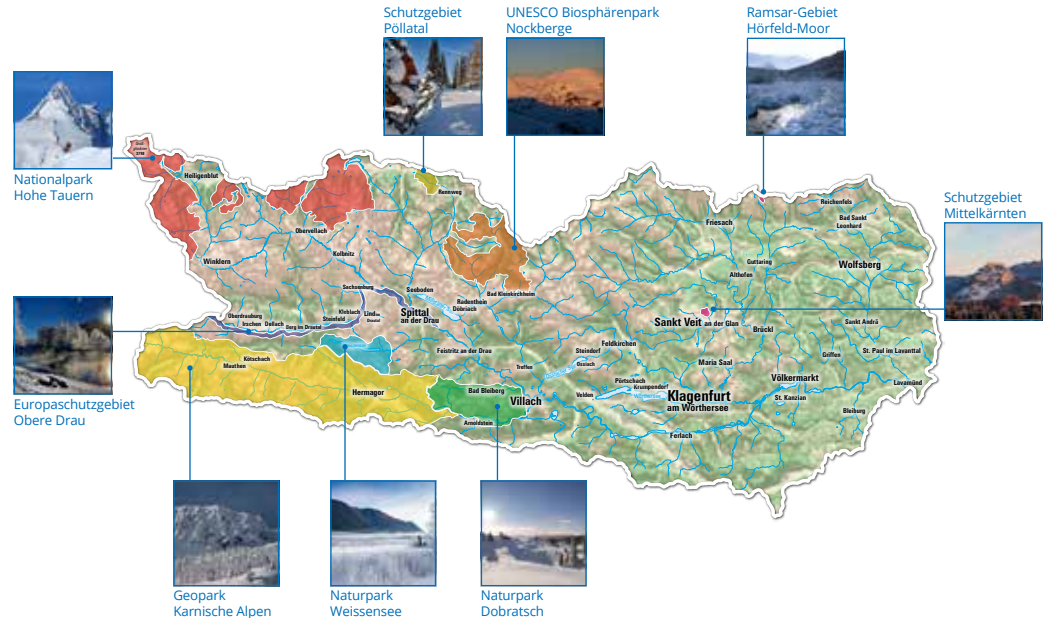 Schutzgebiet
Pöllatal
UNESCO Biosphärenpark
Nockberge
Ramsar-Gebiet
Hörfeld-Moor
Nationalpark
Hohe Tauern
Schutzgebiet
Mittelkärnten
Europaschutzgebiet
Obere Drau
Heiligenblut
Rennweg
Reichenfels
Bad Sankt
Leonhard
Friesach
Obervellach
Kolbnitz
Winklern
Guttaring
Althofen
Wolfsberg
Sachsenburg
Seeboden
Bad Kleinkirchheim
Radenthein
Döbriach
Spittal
an der Drau
Oberdrauburg
Irschen
Dellach
Berg im Drautal
Steinfeld
Kleblach
Lind im
Drautal
Sankt Veit an der Glan
Brückl
Sankt Andrä
Feldkirchen
Steindorf
Ossiach
Feistritz an der Drau
Treffen
Maria Saal
Griffen
St. Paul im Lavanttal
Kötschach
Mauthen
Hermagor
Bad Bleiberg
Villach
Velden
Pörtschach
Krumpendorf
Wörthersee
Klagenfurt
am Wörthersee
Völkermarkt
St. Kanzian
Lavamünd
Bleiburg
Arnoldstein
Ferlach
Geopark
Karnische Alpen
Naturpark
Weissensee
Naturpark
Dobratsch